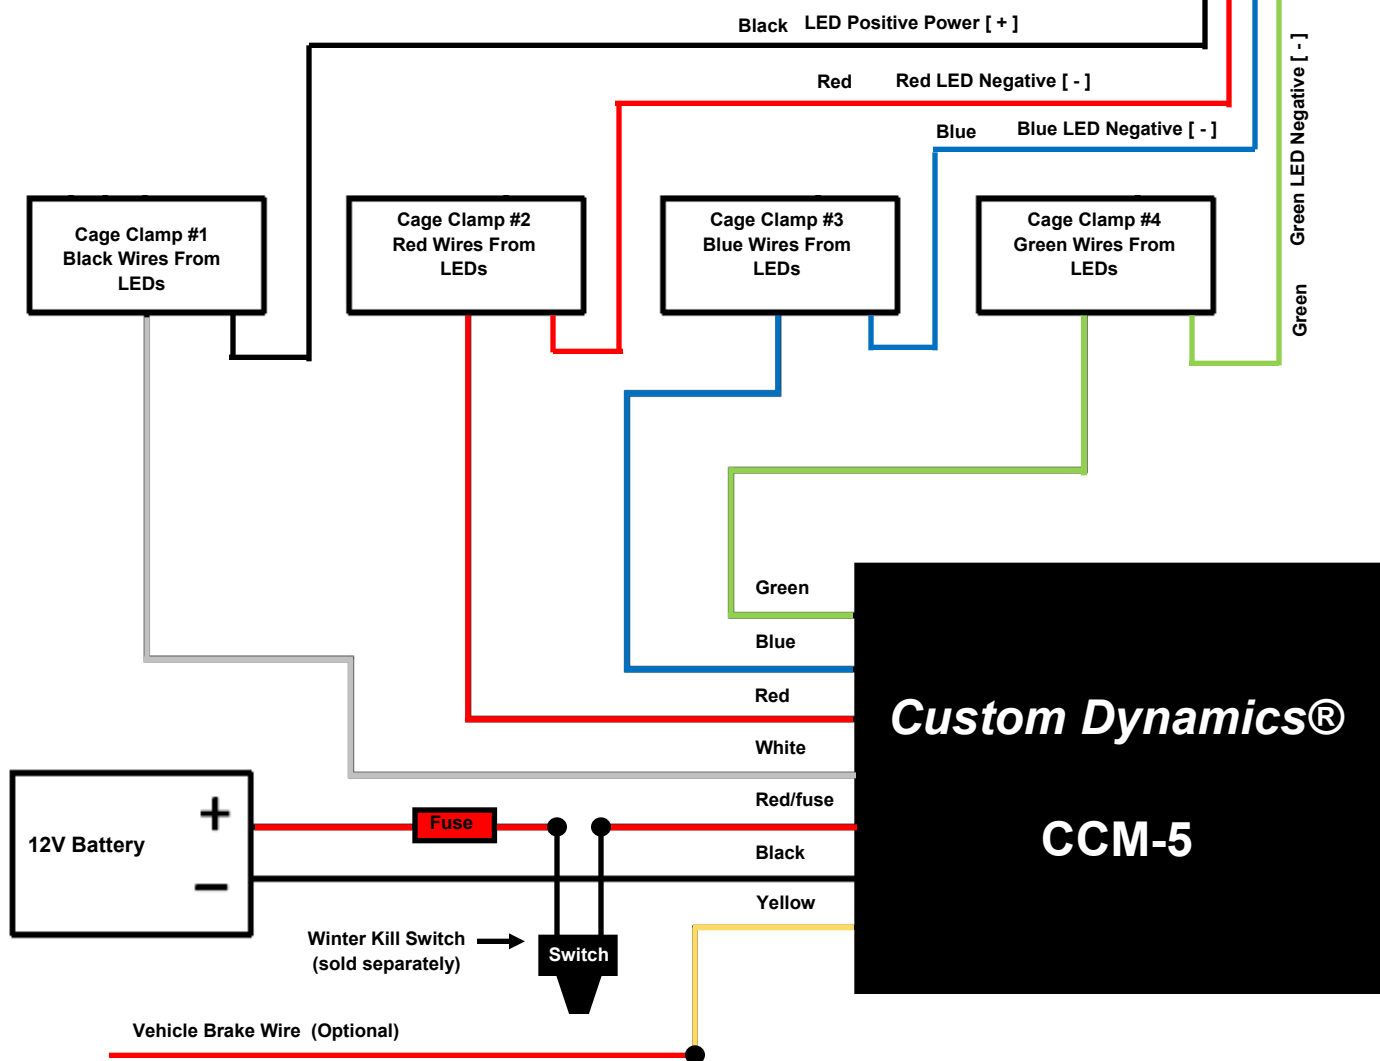 Black LED Positive Power [ + ]
Red Red LED Negative [ - ]
Blue Blue LED Negative [ - ]
Green Green LED Negative [ - ]
Cage Clamp #1
Black Wires From
LEDs
Cage Clamp #2
Red Wires From
LEDs
Cage Clamp #3
Blue Wires From
LEDs
Cage Clamp #4
Green Wires From
LEDs
Green
Blue
Red
White
Red/fuse
Black
Yellow
Custom Dynamics®
CCM-5
12V Battery
+
−
Fuse
Winter Kill Switch
(sold separately)
Switch
Vehicle Brake Wire (Optional)